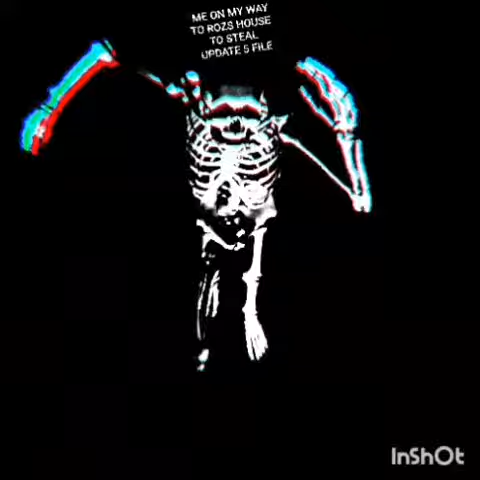 ME ON MY WAY
TO ROZS HOUSE
TO STEAL
UPDATE 5 FILE
InShOt